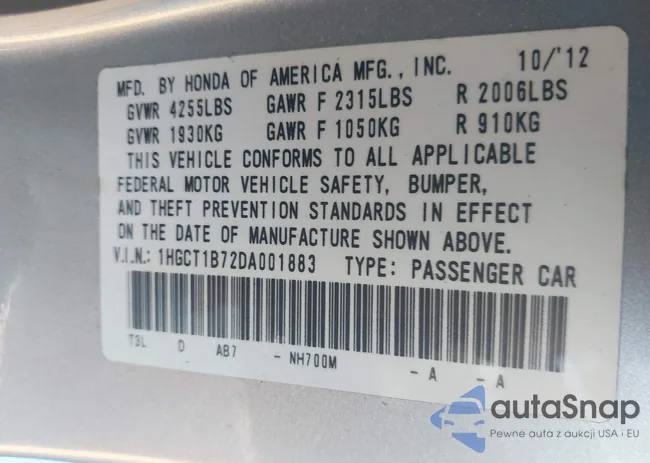 MFD. BY HONDA OF AMERICA MFG., INC. 10/'12
GVWR 4255LBS GAWR F 2315LBS R 2006LBS
GVWR 1930KG GAWR F 1050KG R 910KG
THIS VEHICLE CONFORMS TO ALL APPLICABLE
FEDERAL MOTOR VEHICLE SAFETY, BUMPER,
AND THEFT PREVENTION STANDARDS IN EFFECT
ON THE DATE OF MANUFACTURE SHOWN ABOVE.
V.I.N.: 1HGCT1B72DA001883 TYPE: PASSENGER CAR
T3L D AB7 - NH700M - A - A
autaSnap
Pewne auta z aukcji USA i EU